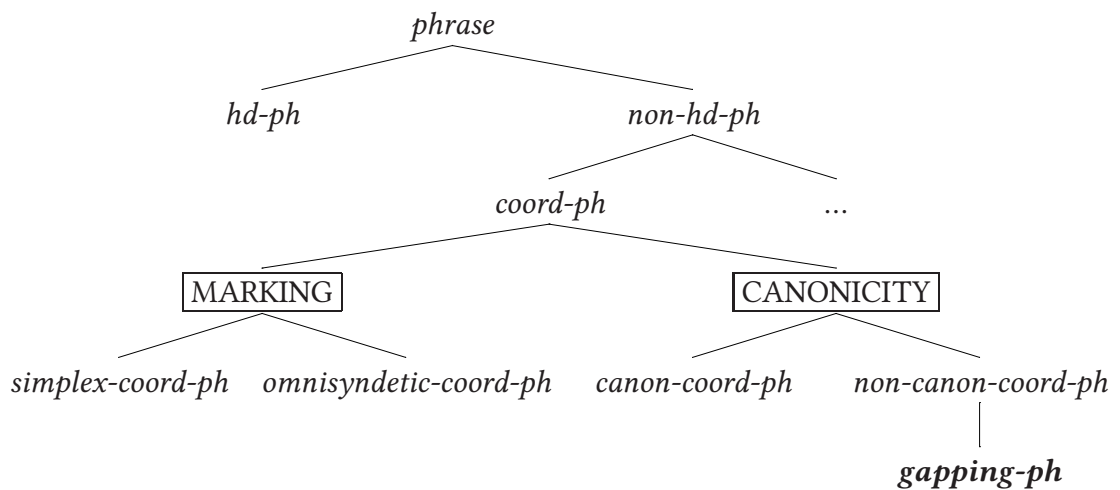 phrase
hd-ph non-hd-ph
coord-ph ...
MARKING CANONICITY
simplex-coord-ph omnisyndetic-coord-ph canon-coord-ph non-canon-coord-ph
gapping-ph